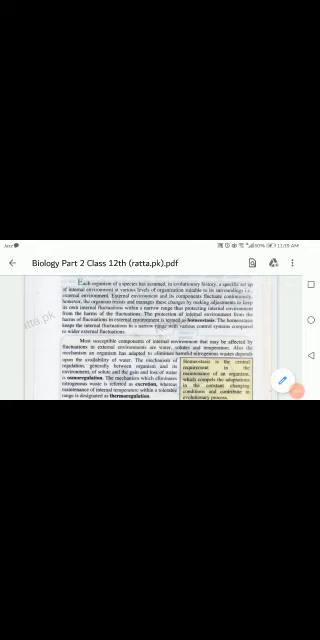 Jazz
60% 11:59 AM
Biology Part 2 Class 12th (ratta.pk).pdf
Each organism of a species has assumed, in evolutionary history, a specific set up
of internal environment at various levels of organization suitable to its surroundings i.e.,
external environment. External environment and its components fluctuate continuously,
however, the organism resists and manages these changes by making adjustments to keep
its own internal fluctuations within a narrow range thus protecting internal environment
from the harms of the fluctuations. The protection of internal environment from the
harms of fluctuations in external environment is termed as homeostasis. The homeostasis
keeps the internal fluctuations in a narrow range with various control systems compared
to wider external fluctuations.
Most susceptible components of internal environment that may be affected by
fluctuations in external environments are water, solutes and temperature. Also the
mechanism an organism has adapted to eliminate harmful nitrogenous wastes depends
upon the availability of water. The mechanism of
regulation, generally between organism and its
environment, of solute and the gain and loss of water
is osmoregulation. The mechanism which eliminates
nitrogenous waste is referred as excretion, whereas
maintenance of internal temperature within a tolerable
range is designated as thermoregulation.
Homeostasis is the central
requirement in the
maintenance of an organism,
which compels the adaptations
in the constant changing
conditions and contribute in
evolutionary process.
ratta.pk